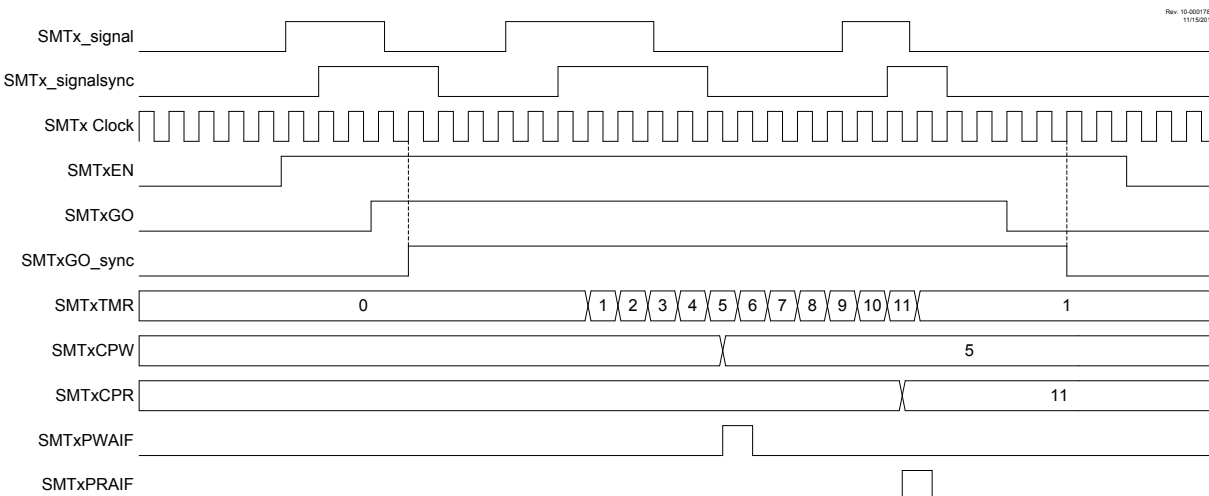 Rev. 10-000178
11/15/201
SMTx_signal
SMTx_signalsync
SMTx Clock
SMTxEN
SMTxGO
SMTxGO_sync
SMTxTMR 0 1 2 3 4 5 6 7 8 9 10 11 1
SMTxCPW 5
SMTxCPR 11
SMTxPWAIF
SMTxPRAIF